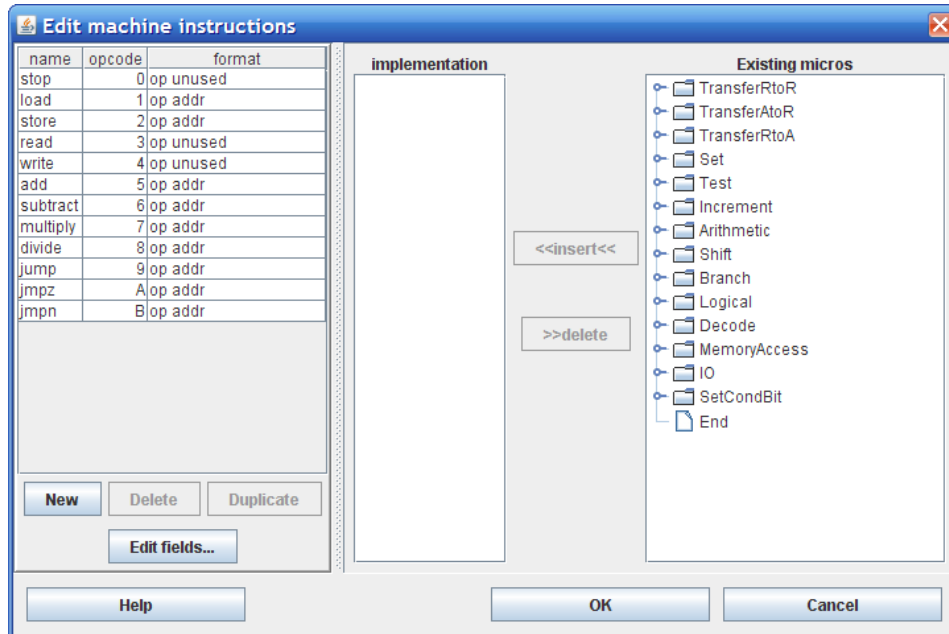 Edit machine instructions
name opcode format
stop 0 op unused
load 1 op addr
store 2 op addr
read 3 op unused
write 4 op unused
add 5 op addr
subtract 6 op addr
multiply 7 op addr
divide 8 op addr
jump 9 op addr
jmpz A op addr
jmpn B op addr
New Delete Duplicate
Edit fields...
implementation
<<insert<<
>>delete
Existing micros
TransferRtoR
TransferAtoR
TransferRtoA
Set
Test
Increment
Arithmetic
Shift
Branch
Logical
Decode
MemoryAccess
IO
SetCondBit
End
Help OK Cancel